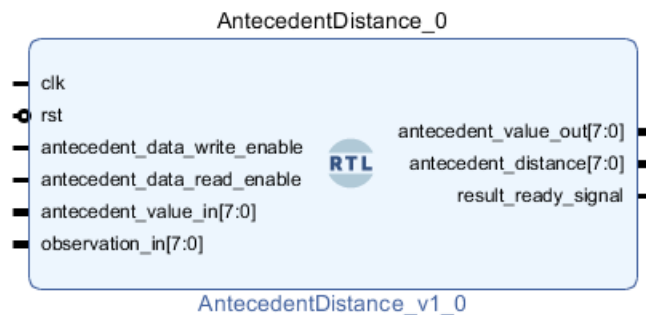 AntecedentDistance_0
clk
rst
antecedent_data_write_enable
antecedent_data_read_enable
antecedent_value_in[7:0]
observation_in[7:0]
RTL
antecedent_value_out[7:0]
antecedent_distance[7:0]
result_ready_signal
AntecedentDistance_v1_0